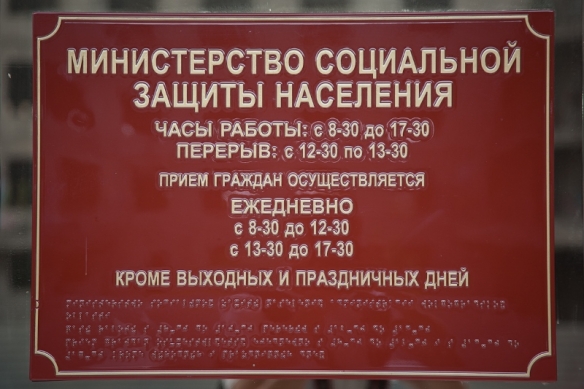 МИНИСТЕРСТВО СОЦИАЛЬНОЙ
ЗАЩИТЫ НАСЕЛЕНИЯ
ЧАСЫ РАБОТЫ: с 8-30 до 17-30
ПЕРЕРЫВ: с 12-30 по 13-30
ПРИЕМ ГРАЖДАН ОСУЩЕСТВЛЯЕТСЯ
ЕЖЕДНЕВНО
с 8-30 до 12-30
с 13-30 до 17-30
КРОМЕ ВЫХОДНЫХ И ПРАЗДНИЧНЫХ ДНЕЙ